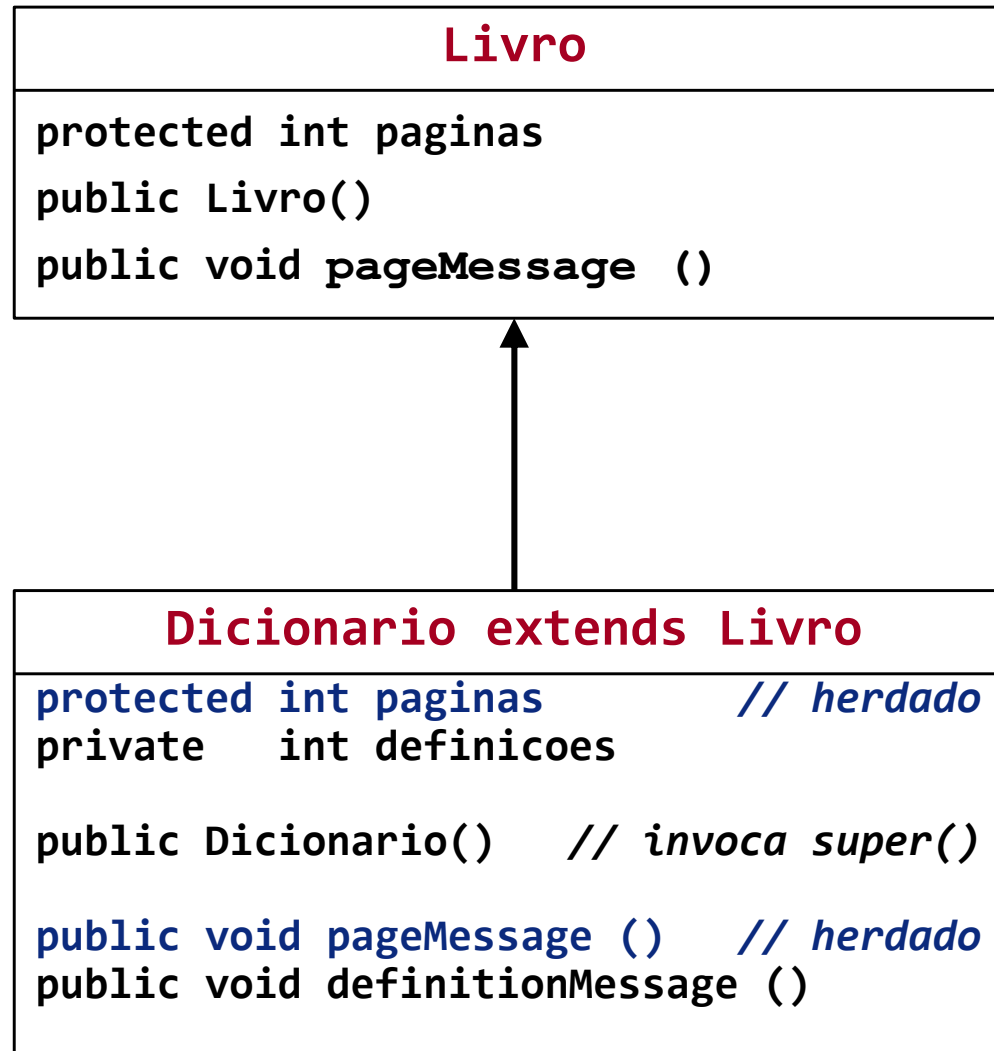 Livro
protected int paginas
public Livro()
public void pageMessage ()
Dicionario extends Livro
protected int paginas // herdado
private int definicoes
public Dicionario() // invoca super()
public void pageMessage () // herdado
public void definitionMessage ()